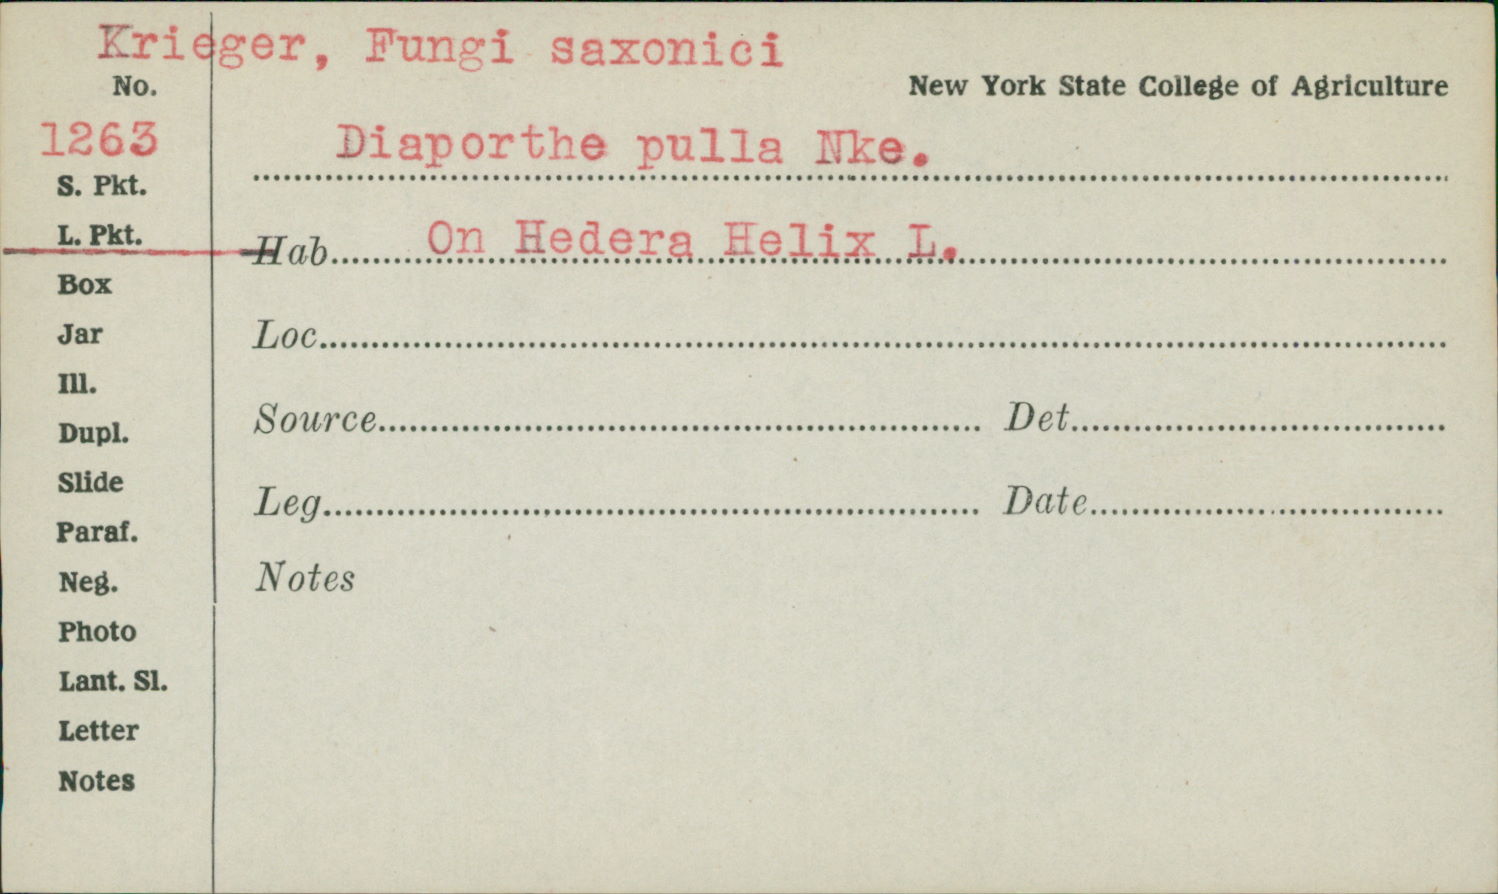 Krieger, Fungi saxonici
No.
New York State College of Agriculture
1263
Diaporthe pulla Nke.
S. Pkt.
L. Pkt.
Hab. On Hedera Helix L.
Box
Jar
Loc.
Ill.
Dupl.
Source
Det.
Slide
Leg.
Date
Paraf.
Neg.
Notes
Photo
Lant. Sl.
Letter
Notes